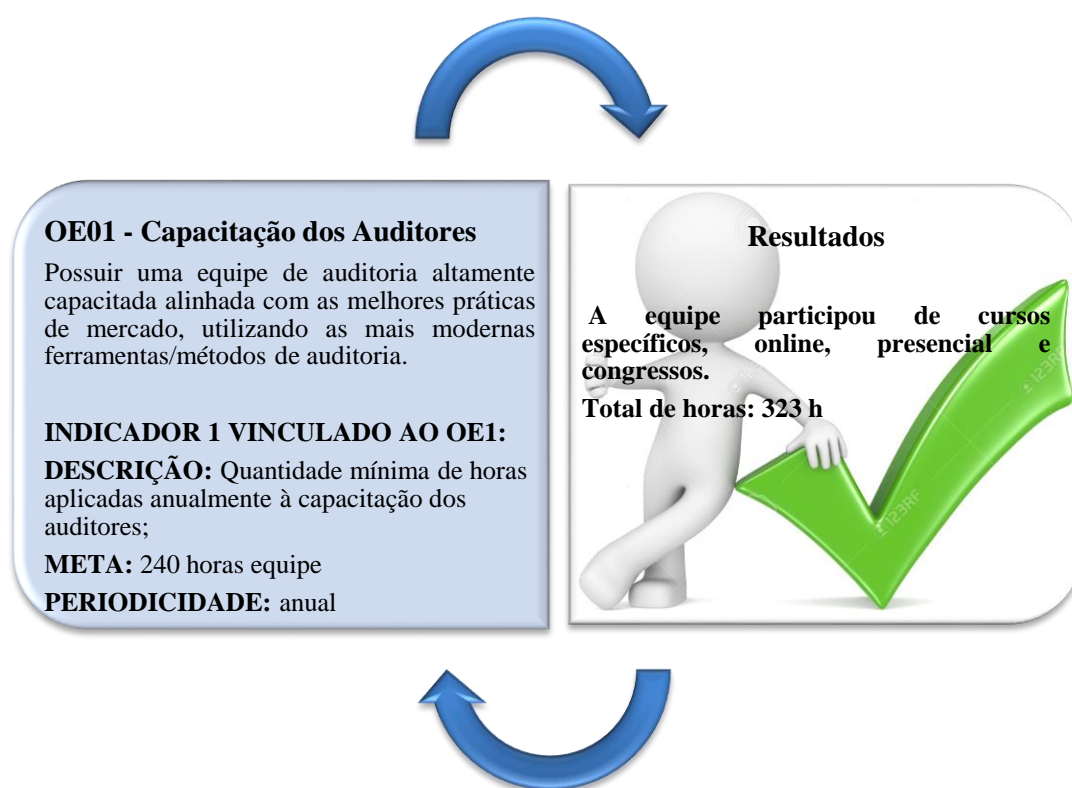 OE01 - Capacitação dos Auditores
Possuir uma equipe de auditoria altamente
capacitada alinhada com as melhores práticas
de mercado, utilizando as mais modernas
ferramentas/métodos de auditoria.
INDICADOR 1 VINCULADO AO OE1:
DESCRIÇÃO: Quantidade mínima de horas
aplicadas anualmente à capacitação dos
auditores;
META: 240 horas equipe
PERIODICIDADE: anual
Resultados
A equipe participou de cursos
específicos, online, presencial e
congressos.
Total de horas: 323 h
123RF
123RF